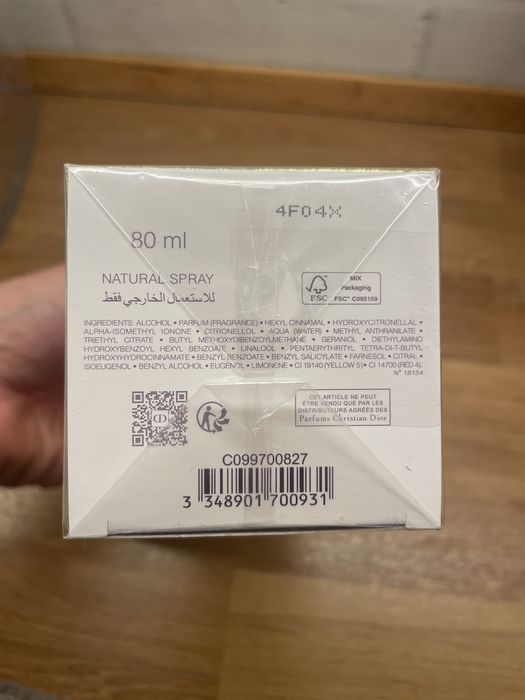 4F04X
80 ml
NATURAL SPRAY
للاستعمال الخارجي فقط
FSC
MIX
Packaging
FSC™ C095159
INGREDIENTS: ALCOHOL • PARFUM (FRAGRANCE) • HEXYL CINNAMAL • HYDROXYCITRONELLAL •
ALPHA-ISOMETHYL IONONE • CITRONELLOL • AQUA (WATER) • METHYL ANTHRANILATE •
TRIETHYL CITRATE • BUTYL METHOXYDIBENZOYLMETHANE • GERANIOL • DIETHYLAMINO
HYDROXYBENZOYL HEXYL BENZOATE • LINALOOL • PENTAERYTHRITYL TETRA-DI-T-BUTYL
HYDROXYHYDROCINNAMATE • BENZYL BENZOATE • BENZYL SALICYLATE • FARNESOL • CITRAL •
ISOEUGENOL • BENZYL ALCOHOL • EUGENOL • LIMONENE • CI 19140 (YELLOW 5) • CI 14700 (RED 4).
N° 18154
CD
CET ARTICLE NE PEUT
ÊTRE VENDU QUE PAR LES
DISTRIBUTEURS AGRÉÉS DES
Parfums Christian Dior
C099700827
3 348901 700931